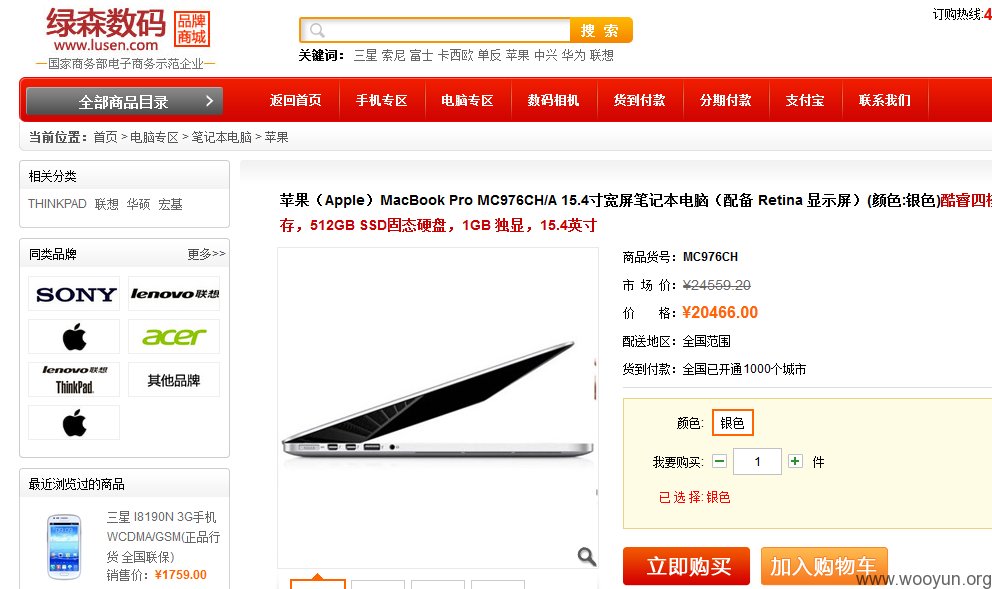 绿森数码 品牌商城
www.lusen.com
—国家商务部电子商务示范企业—
订购热线:4
搜 索
关键词： 三星 索尼 富士 卡西欧 单反 苹果 中兴 华为 联想
全部商品目录 返回首页 手机专区 电脑专区 数码相机 货到付款 分期付款 支付宝 联系我们
当前位置：首页 > 电脑专区 > 笔记本电脑 > 苹果
相关分类
THINKPAD 联想 华硕 宏基
同类品牌 更多>>
SONY lenovo联想
acer
lenovo联想 ThinkPad. 其他品牌
最近浏览过的商品
三星 I8190N 3G手机
WCDMA/GSM(正品行
货 全国联保)
销售价：¥1759.00
苹果（Apple）MacBook Pro MC976CH/A 15.4寸宽屏笔记本电脑（配备 Retina 显示屏）(颜色:银色)酷睿四核
存，512GB SSD固态硬盘，1GB 独显，15.4英寸
商品货号：MC976CH
市 场 价：¥24559.20
价 格：¥20466.00
配送地区：全国范围
货到付款：全国已开通1000个城市
颜色: 银色
我要购买: − 1 + 件
已 选 择: 银色
立即购买 加入购物车
www.wooyun.org